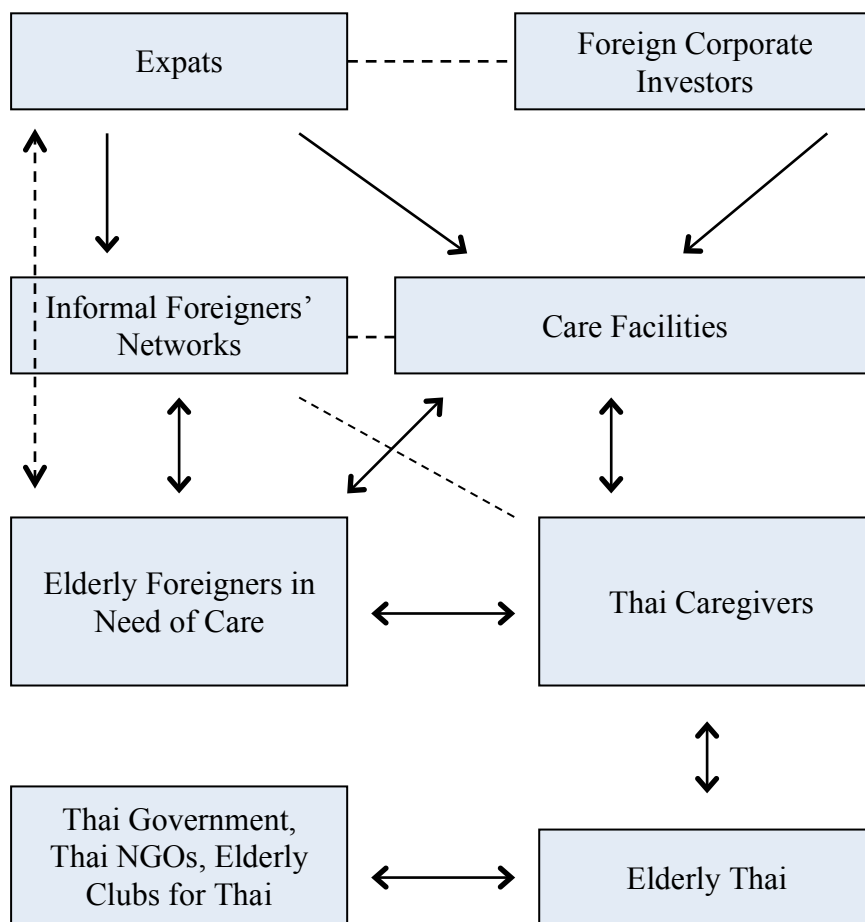 Expats
Foreign Corporate
Investors
Informal Foreigners’
Networks
Care Facilities
Elderly Foreigners in
Need of Care
Thai Caregivers
Thai Government,
Thai NGOs, Elderly
Clubs for Thai
Elderly Thai